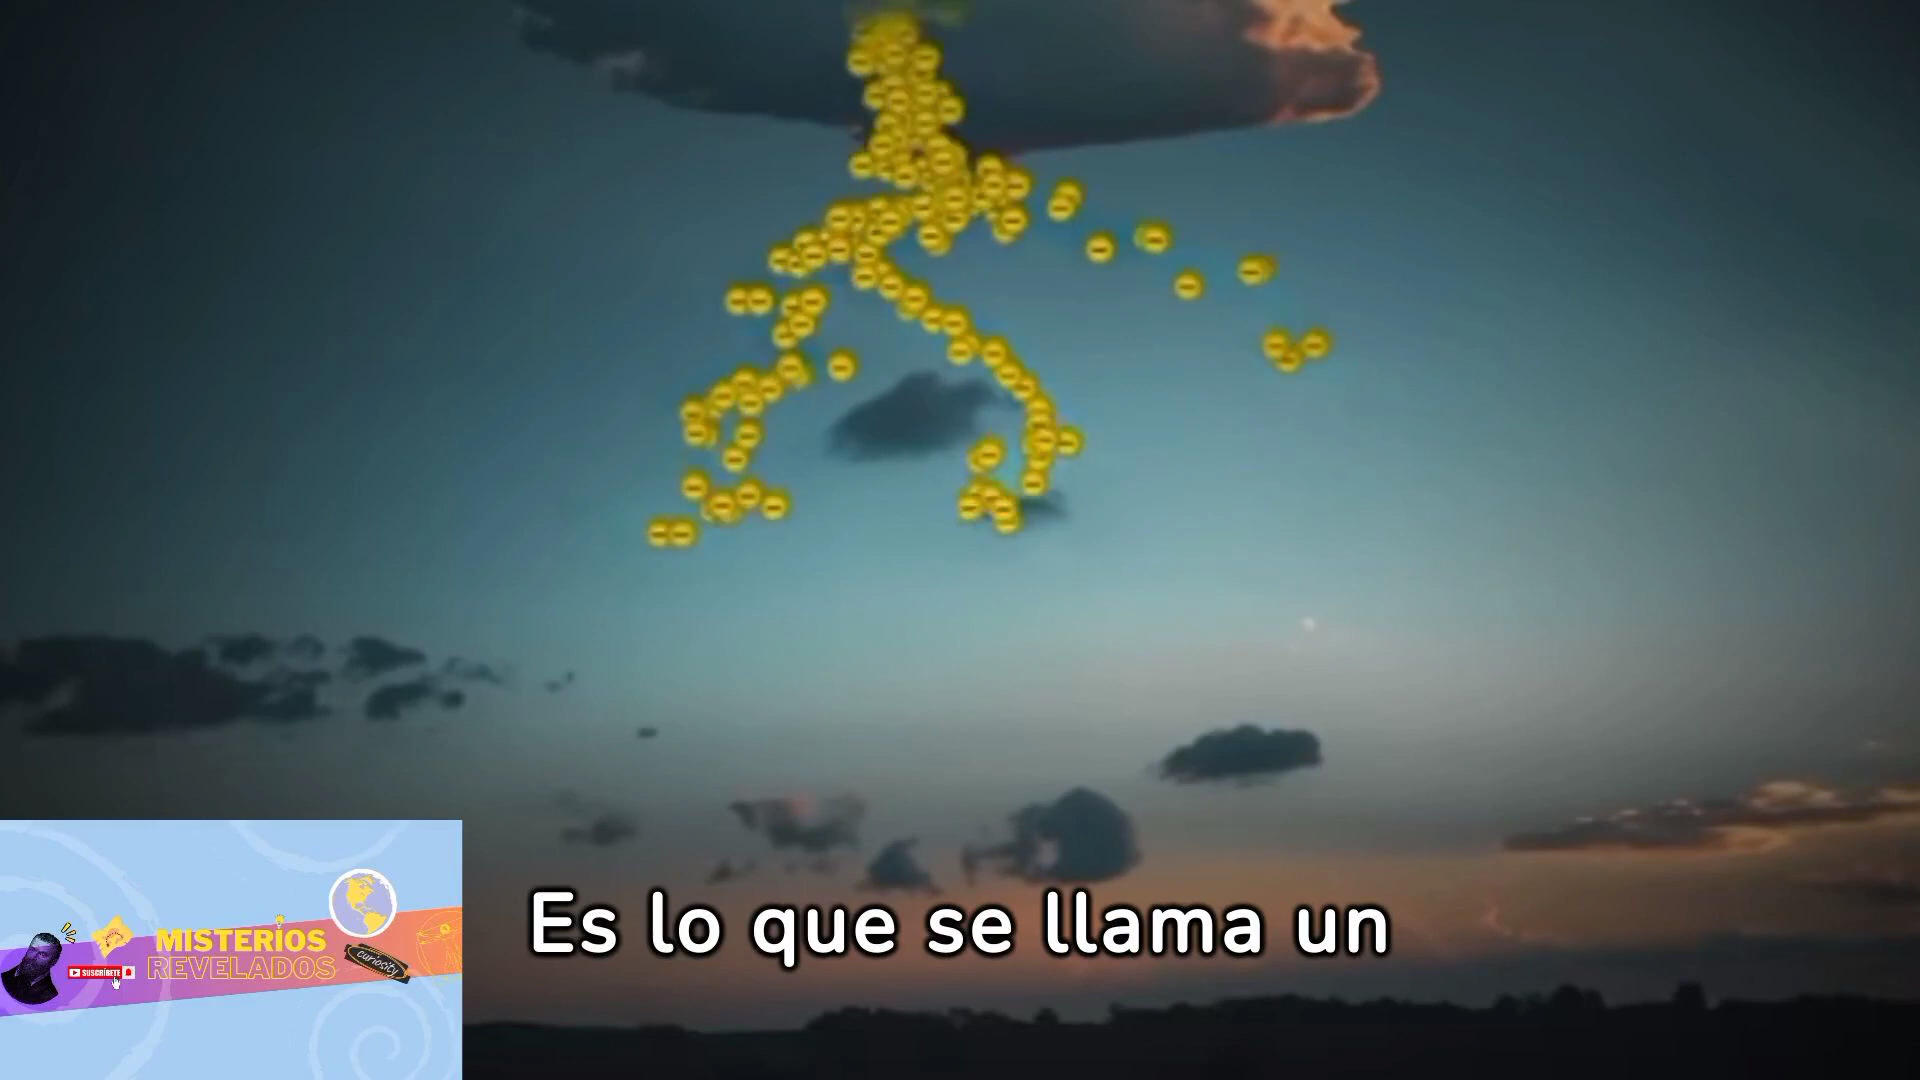 MISTERIOS
REVELADOS
SUSCRÍBETE
curiosity
Es lo que se llama un